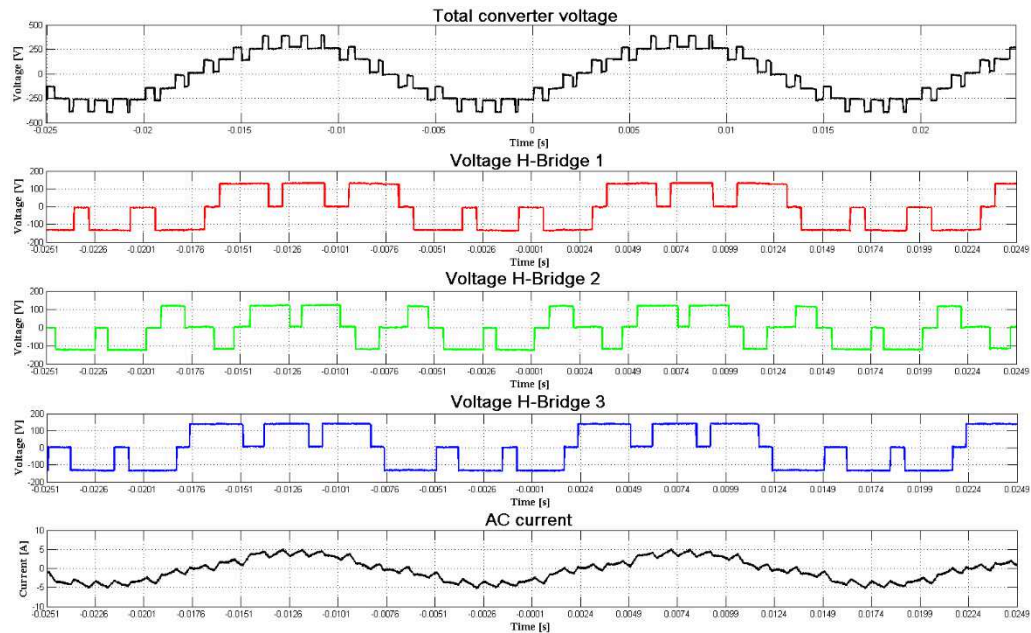 Total converter voltage
Voltage [V]
500
250
0
-250
-500
-0.025 -0.02 -0.015 -0.01 -0.005 0 0.005 0.01 0.015 0.02
Time [s]
Voltage H-Bridge 1
Voltage [V]
200
100
0
-100
-200
-0.0251 -0.0226 -0.0201 -0.0176 -0.0151 -0.0126 -0.0101 -0.0076 -0.0051 -0.0026 -0.0001 0.0024 0.0049 0.0074 0.0099 0.0124 0.0149 0.0174 0.0199 0.0224 0.0249
Time [s]
Voltage H-Bridge 2
Voltage [V]
200
100
0
-100
-200
-0.0251 -0.0226 -0.0201 -0.0176 -0.0151 -0.0126 -0.0101 -0.0076 -0.0051 -0.0026 -0.0001 0.0024 0.0049 0.0074 0.0099 0.0124 0.0149 0.0174 0.0199 0.0224 0.0249
Time [s]
Voltage H-Bridge 3
Voltage [V]
200
100
0
-100
-200
-0.0251 -0.0226 -0.0201 -0.0176 -0.0151 -0.0126 -0.0101 -0.0076 -0.0051 -0.0026 -0.0001 0.0024 0.0049 0.0074 0.0099 0.0124 0.0149 0.0174 0.0199 0.0224 0.0249
Time [s]
AC current
Current [A]
10
5
0
-5
-10
-0.0251 -0.0226 -0.0201 -0.0176 -0.0151 -0.0126 -0.0101 -0.0076 -0.0051 -0.0026 -0.0001 0.0024 0.0049 0.0074 0.0099 0.0124 0.0149 0.0174 0.0199 0.0224 0.0249
Time [s]